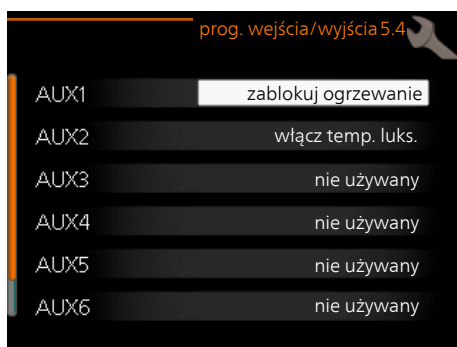 prog. wejścia/wyjścia 5.4
AUX1 zablokuj ogrzewanie
AUX2 włącz temp. luks.
AUX3 nie używany
AUX4 nie używany
AUX5 nie używany
AUX6 nie używany